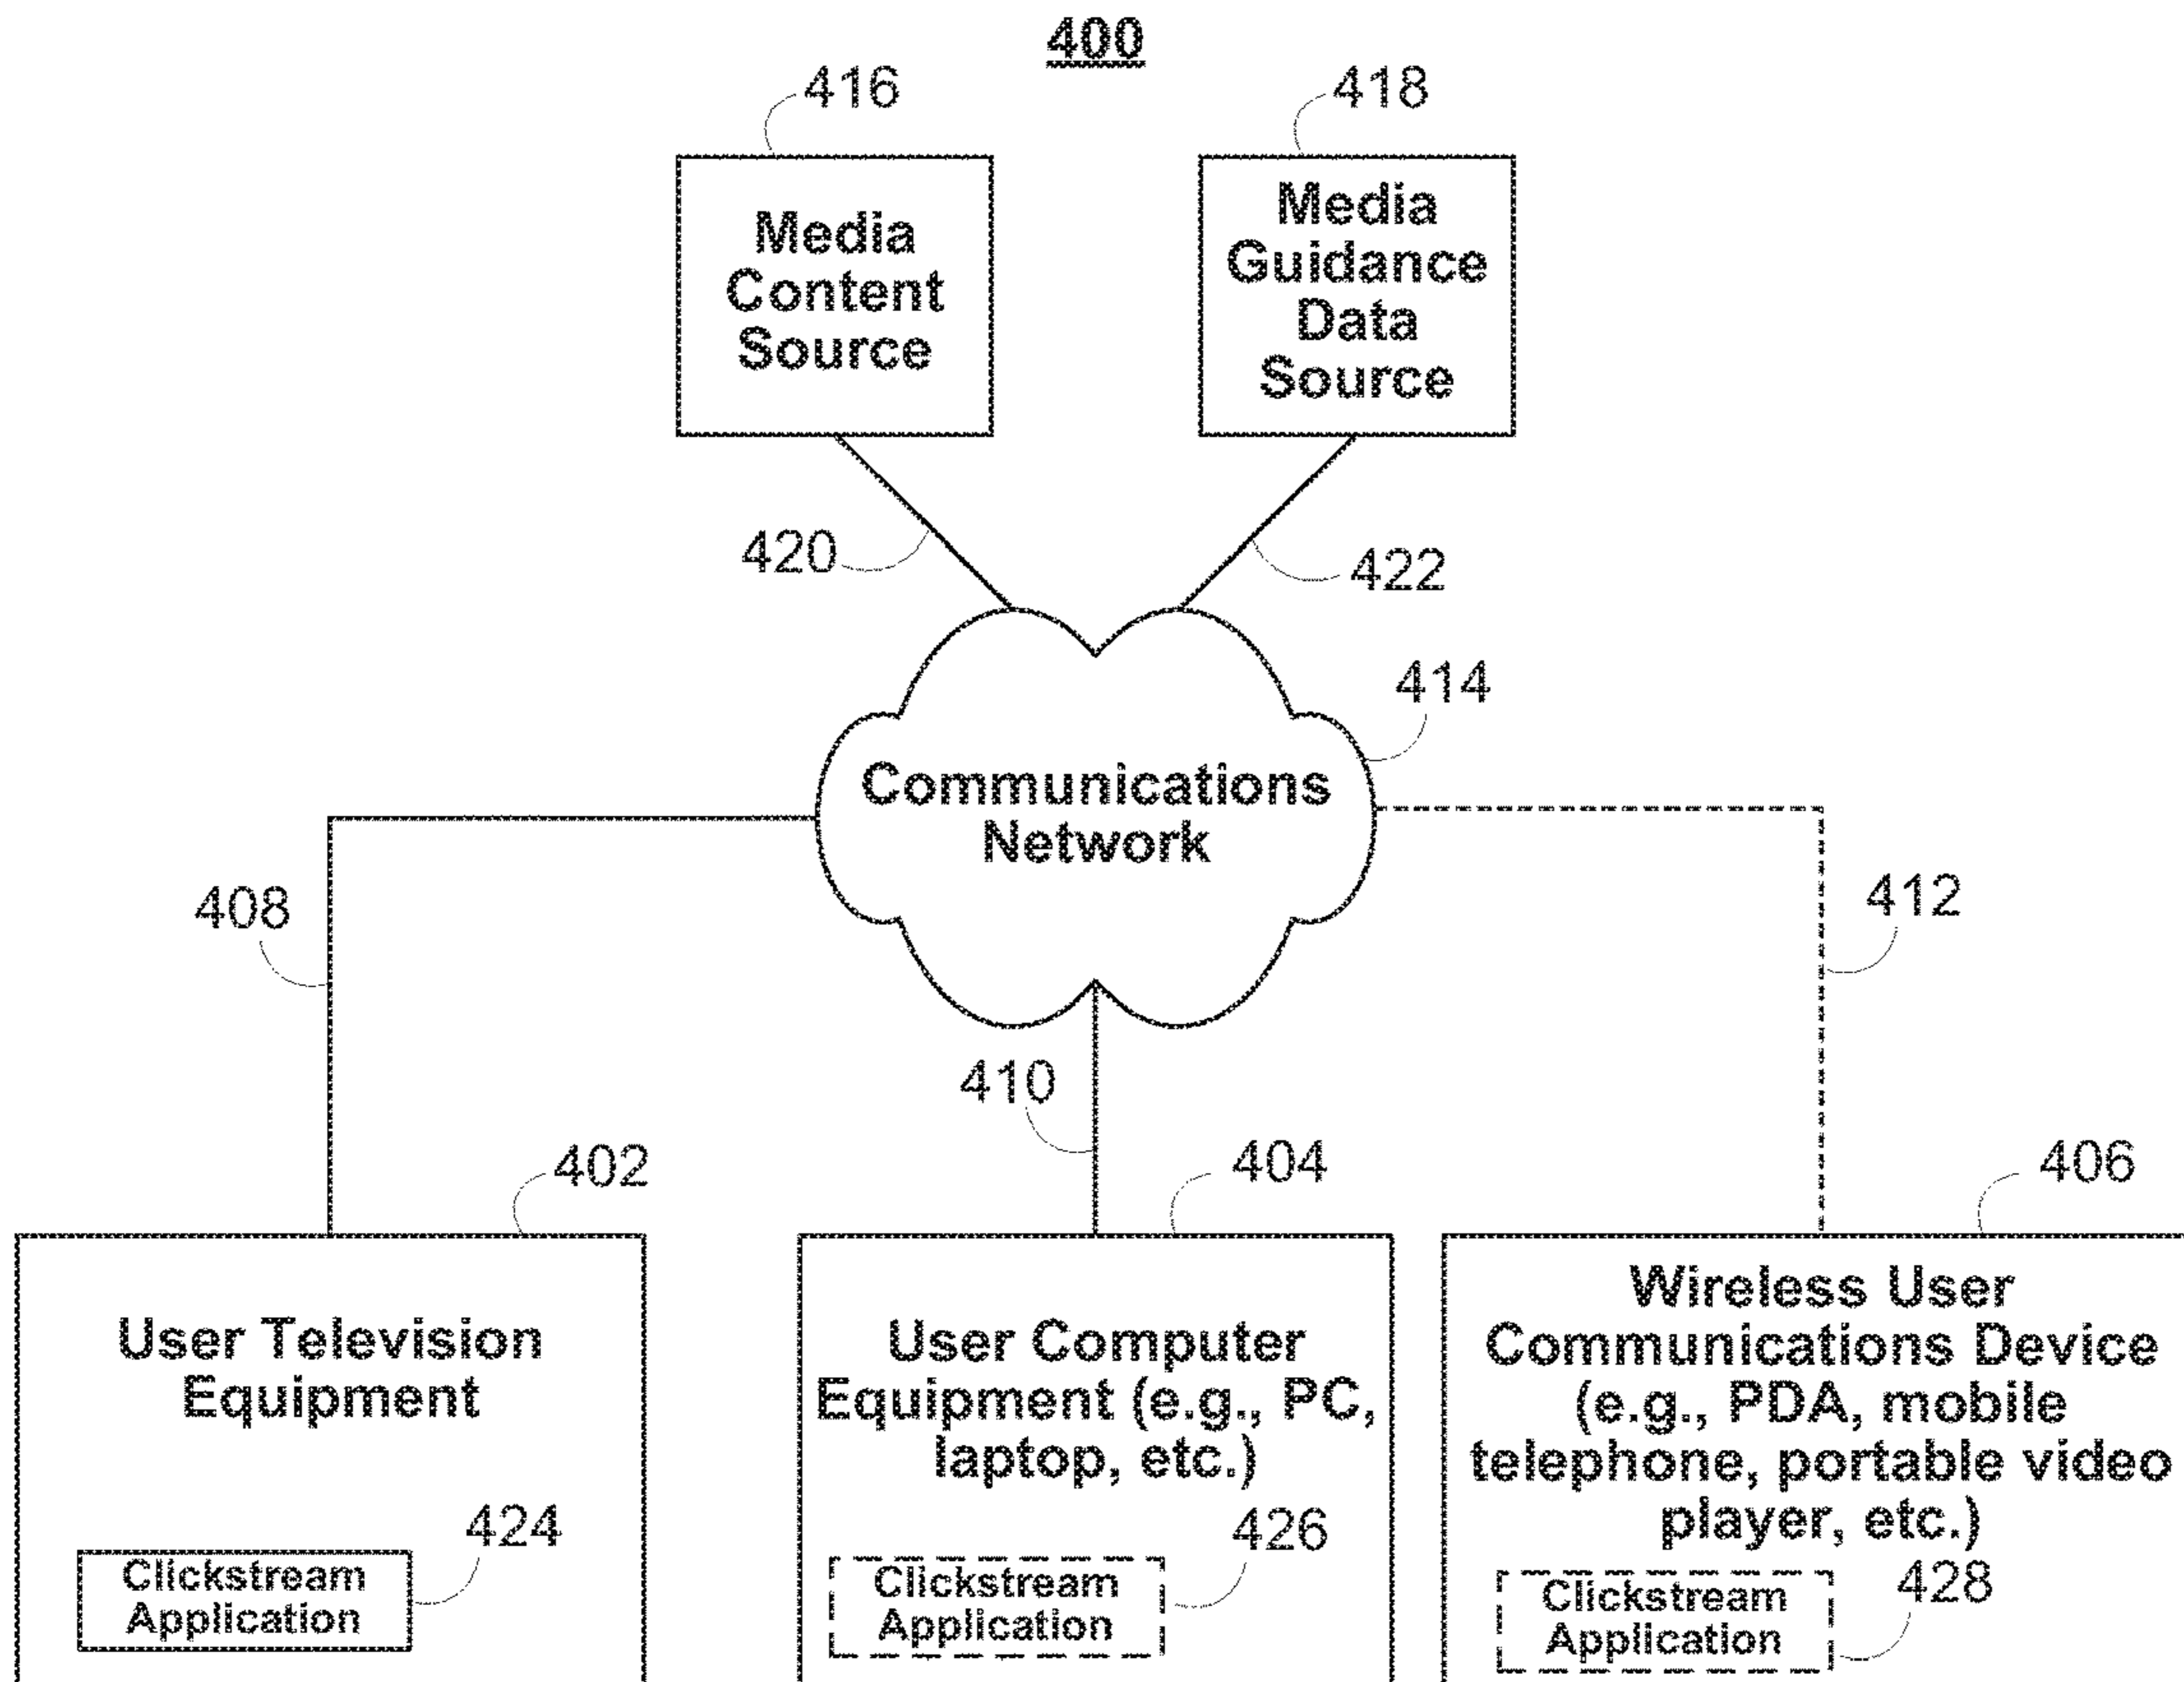 400
416
418
Media
Content
Source
Media
Guidance
Data
Source
420
422
414
Communications
Network
408
412
410
402
404
406
User Television
Equipment
User Computer
Equipment (e.g., PC,
laptop, etc.)
Wireless User
Communications Device
(e.g., PDA, mobile
telephone, portable video
player, etc.)
424
Clickstream
Application
426
Clickstream
Application
428
Clickstream
Application